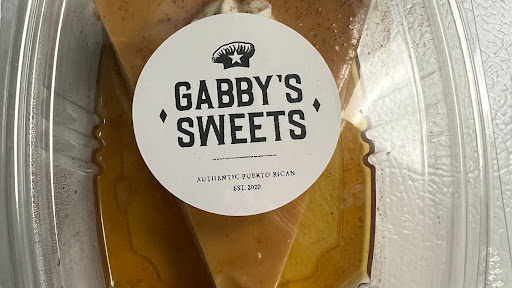 GABBY'S
SWEETS
AUTHENTIC PUERTO RICAN
EST. 2020